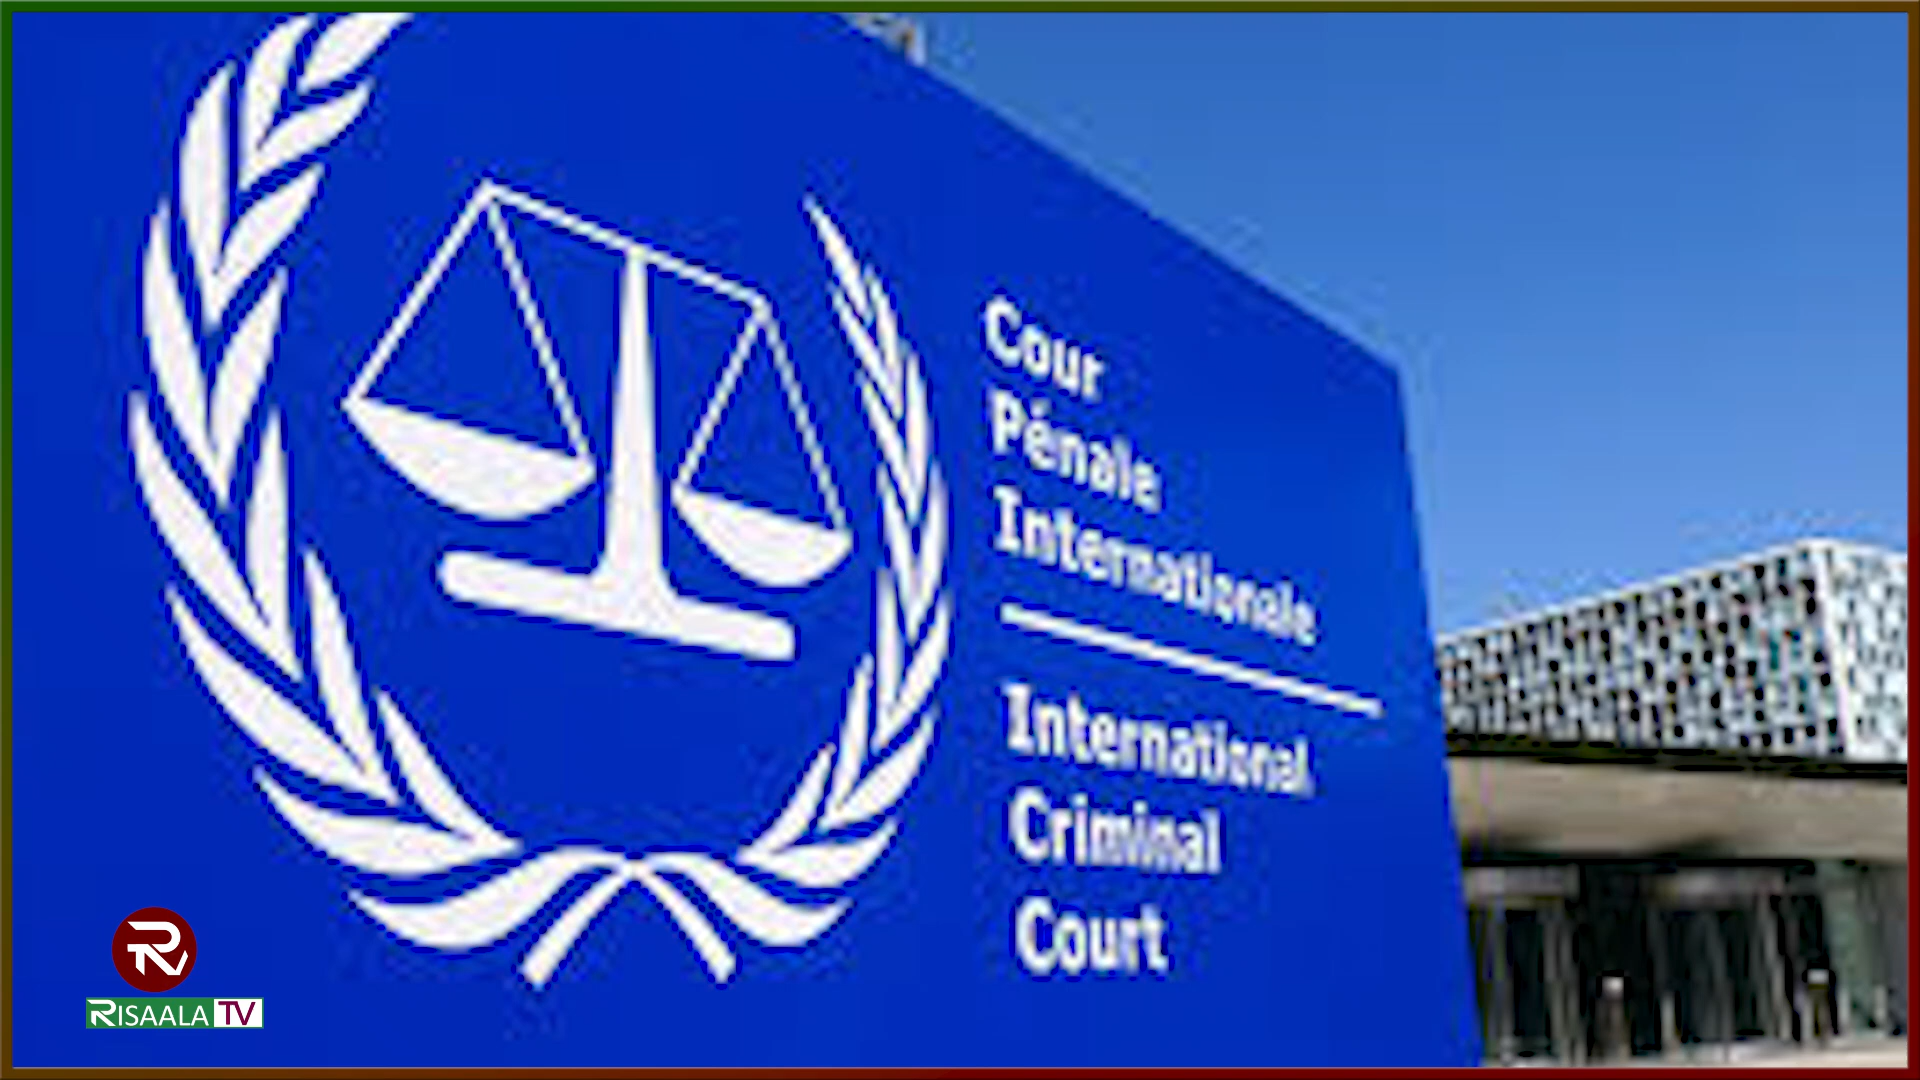 Cour
Pénale
Internationale
International
Criminal
Court
RISAALA TV